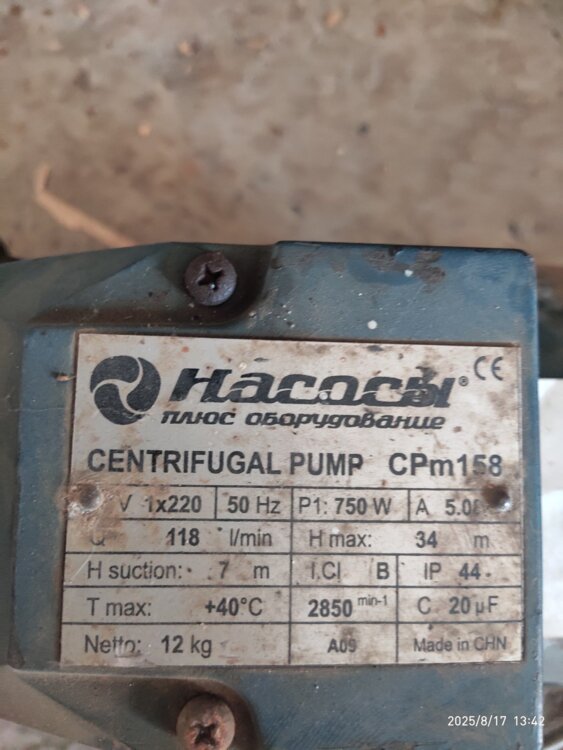 Насосы®
CE
плюс оборудование
CENTRIFUGAL PUMP CPm158
V 1x220 50 Hz P1: 750 W A
118 l/min H max: 34 m
H suction: 7 m I.Cl B IP 44
T max: +40°C 2850 min-1 C 20 µF
Netto: 12 kg A09 Made in CHN
2025/8/17 13:42